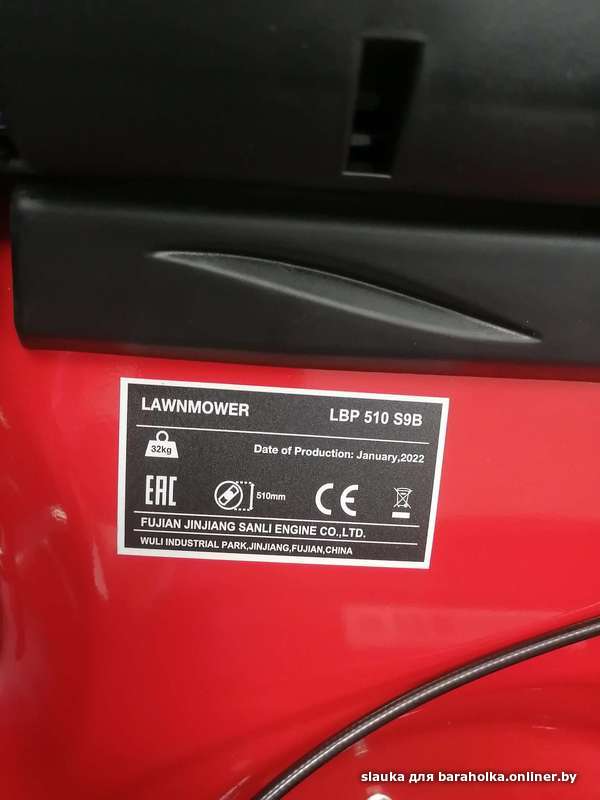 LAWNMOWER LBP 510 S9B
32kg Date of Production: January,2022
EAC 510mm CE
FUJIAN JINJIANG SANLI ENGINE CO.,LTD.
WULI INDUSTRIAL PARK,JINJIANG,FUJIAN,CHINA
slauka для baraholka.onliner.by